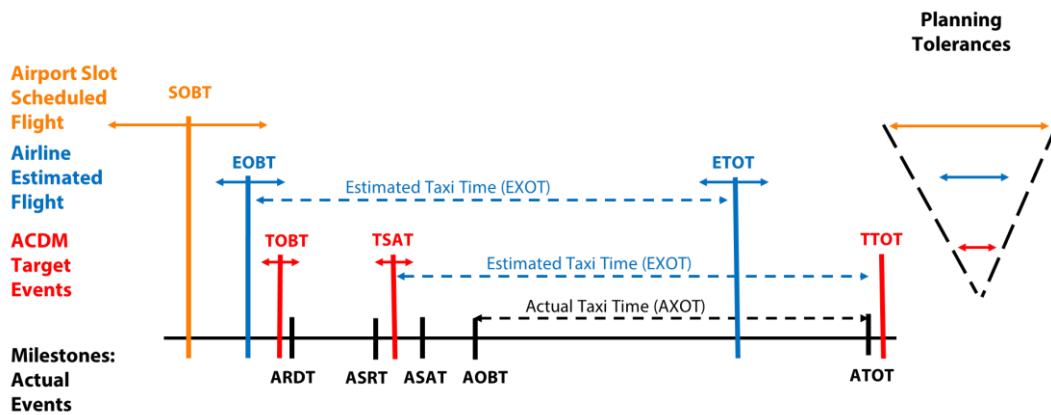 Planning
Tolerances
Airport Slot
Scheduled
Flight
SOBT
Airline
Estimated
Flight
EOBT
Estimated Taxi Time (EXOT)
ETOT
ACDM
Target
Events
TOBT
TSAT
Estimated Taxi Time (EXOT)
TTOT
Actual Taxi Time (AXOT)
Milestones:
Actual
Events
ARDT
ASRT
ASAT
AOBT
ATOT